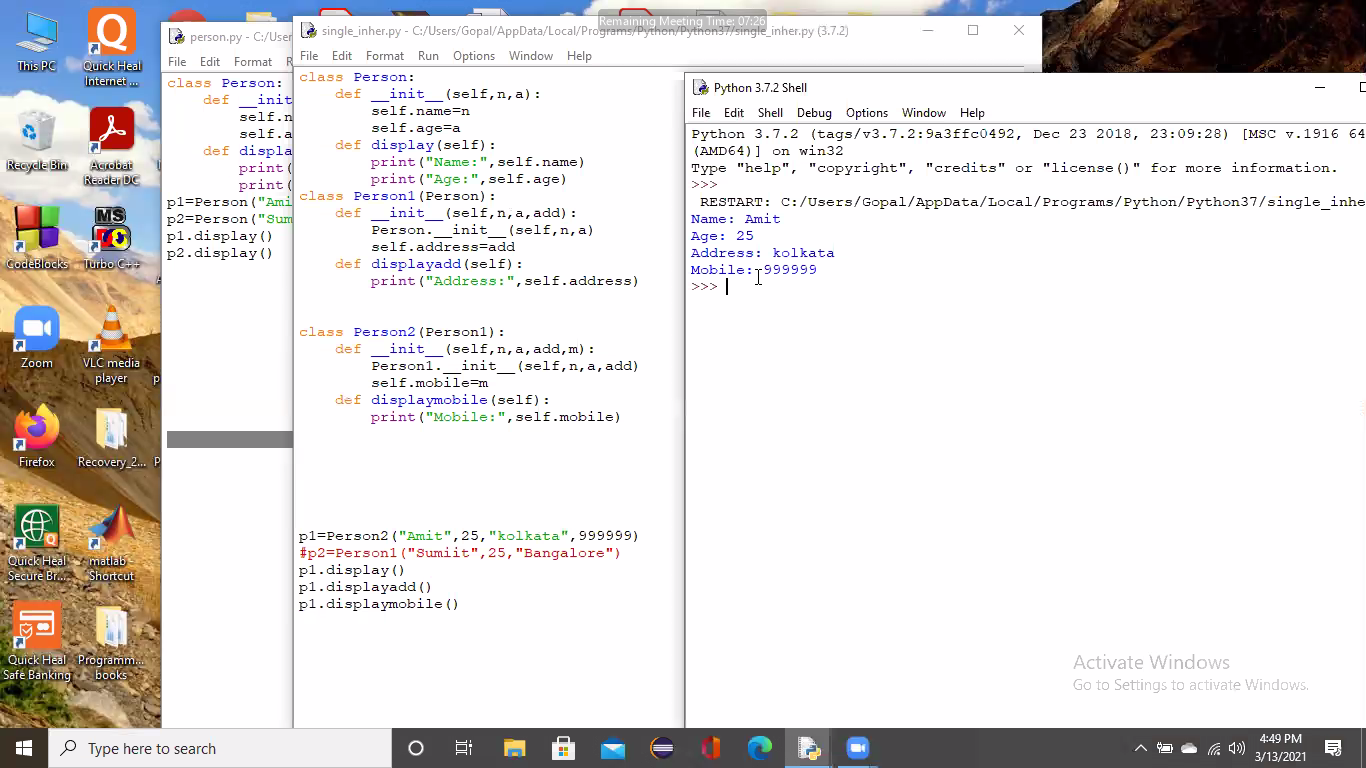 Remaining Meeting Time: 07:26
This PC
Quick Heal
Internet ...
Recycle Bin
Acrobat
Reader DC
CodeBlocks
Turbo C++
Zoom
VLC media
player
Firefox
Recovery_2...
Quick Heal
Secure Br...
matlab -
Shortcut
Quick Heal
Safe Banking
Programm...
books
person.py - C:/User
File Edit Format R
class Person:
def __init
self.n
self.a
def displa
print(
print(
p1=Person("Ami
p2=Person("Sum
p1.display()
p2.display()
single_inher.py - C:/Users/Gopal/AppData/Local/Programs/Python/Python37/single_inher.py (3.7.2)
File Edit Format Run Options Window Help
class Person:
def __init__(self,n,a):
self.name=n
self.age=a
def display(self):
print("Name:",self.name)
print("Age:",self.age)
class Person1(Person):
def __init__(self,n,a,add):
Person.__init__(self,n,a)
self.address=add
def displayadd(self):
print("Address:",self.address)
class Person2(Person1):
def __init__(self,n,a,add,m):
Person1.__init__(self,n,a,add)
self.mobile=m
def displaymobile(self):
print("Mobile:",self.mobile)
p1=Person2("Amit",25,"kolkata",999999)
#p2=Person1("Sumiit",25,"Bangalore")
p1.display()
p1.displayadd()
p1.displaymobile()
Python 3.7.2 Shell
File Edit Shell Debug Options Window Help
Python 3.7.2 (tags/v3.7.2:9a3ffc0492, Dec 23 2018, 23:09:28) [MSC v.1916 64
(AMD64)] on win32
Type "help", "copyright", "credits" or "license()" for more information.
>>>
RESTART: C:/Users/Gopal/AppData/Local/Programs/Python/Python37/single_inhe
Name: Amit
Age: 25
Address: kolkata
Mobile: 999999
>>>
Activate Windows
Go to Settings to activate Windows.
Type here to search
4:49 PM
3/13/2021